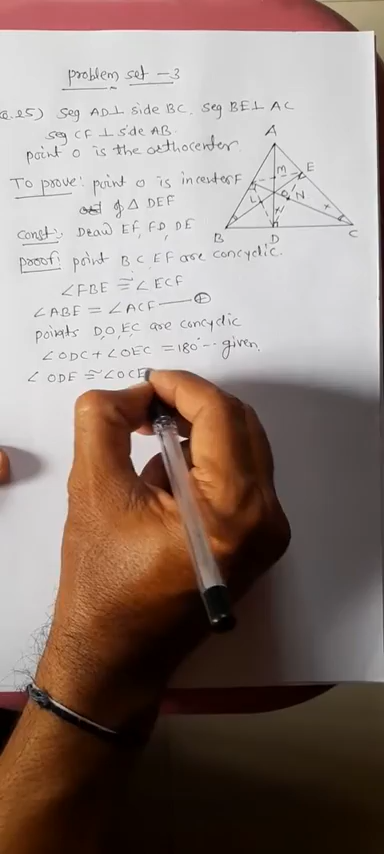 problem set -3
Q.25) seg AD⊥ side BC. seg BE⊥ AC
seg CF ⊥ side AB.
point O is the orthocenter.
To prove: point O is incenter
of △ DEF
Const: Draw EF, FD, DE
proof: point B C EF are concyclic.
∠FBE ≅ ∠ECF
∠ABE = ∠ACF
points D,O,E,C are concyclic
∠ODC + ∠OEC = 180° -- given.
∠ODE ≅ ∠OCE
A
M
E
F
L
O
N
x
x
B
D
C